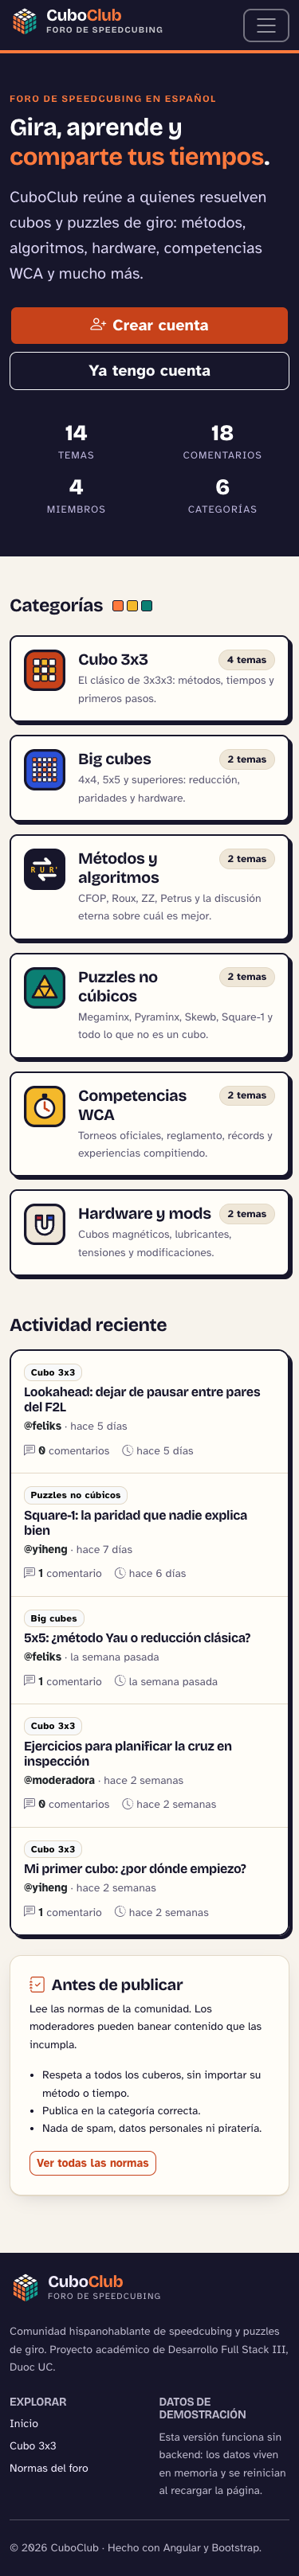 CuboClub
FORO DE SPEEDCUBING
FORO DE SPEEDCUBING EN ESPAÑOL
Gira, aprende y
comparte tus tiempos.
CuboClub reúne a quienes resuelven
cubos y puzzles de giro: métodos,
algoritmos, hardware, competencias
WCA y mucho más.
Crear cuenta
Ya tengo cuenta
14
TEMAS
18
COMENTARIOS
4
MIEMBROS
6
CATEGORÍAS
Categorías
Cubo 3x3
4 temas
El clásico de 3x3x3: métodos, tiempos y
primeros pasos.
Big cubes
2 temas
4x4, 5x5 y superiores: reducción,
paridades y hardware.
R U R'
Métodos y
algoritmos
2 temas
CFOP, Roux, ZZ, Petrus y la discusión
eterna sobre cuál es mejor.
Puzzles no
cúbicos
2 temas
Megaminx, Pyraminx, Skewb, Square-1 y
todo lo que no es un cubo.
Competencias
WCA
2 temas
Torneos oficiales, reglamento, récords y
experiencias compitiendo.
Hardware y mods
2 temas
Cubos magnéticos, lubricantes,
tensiones y modificaciones.
Actividad reciente
Cubo 3x3
Lookahead: dejar de pausar entre pares
del F2L
@feliks · hace 5 días
0 comentarios hace 5 días
Puzzles no cúbicos
Square-1: la paridad que nadie explica
bien
@yiheng · hace 7 días
1 comentario hace 6 días
Big cubes
5x5: ¿método Yau o reducción clásica?
@feliks · la semana pasada
1 comentario la semana pasada
Cubo 3x3
Ejercicios para planificar la cruz en
inspección
@moderadora · hace 2 semanas
0 comentarios hace 2 semanas
Cubo 3x3
Mi primer cubo: ¿por dónde empiezo?
@yiheng · hace 2 semanas
1 comentario hace 2 semanas
Antes de publicar
Lee las normas de la comunidad. Los
moderadores pueden banear contenido que las
incumpla.
• Respeta a todos los cuberos, sin importar su
método o tiempo.
• Publica en la categoría correcta.
• Nada de spam, datos personales ni piratería.
Ver todas las normas
CuboClub
FORO DE SPEEDCUBING
Comunidad hispanohablante de speedcubing y puzzles
de giro. Proyecto académico de Desarrollo Full Stack III,
Duoc UC.
EXPLORAR
Inicio
Cubo 3x3
Normas del foro
DATOS DE
DEMOSTRACIÓN
Esta versión funciona sin
backend: los datos viven
en memoria y se reinician
al recargar la página.
© 2026 CuboClub · Hecho con Angular y Bootstrap.